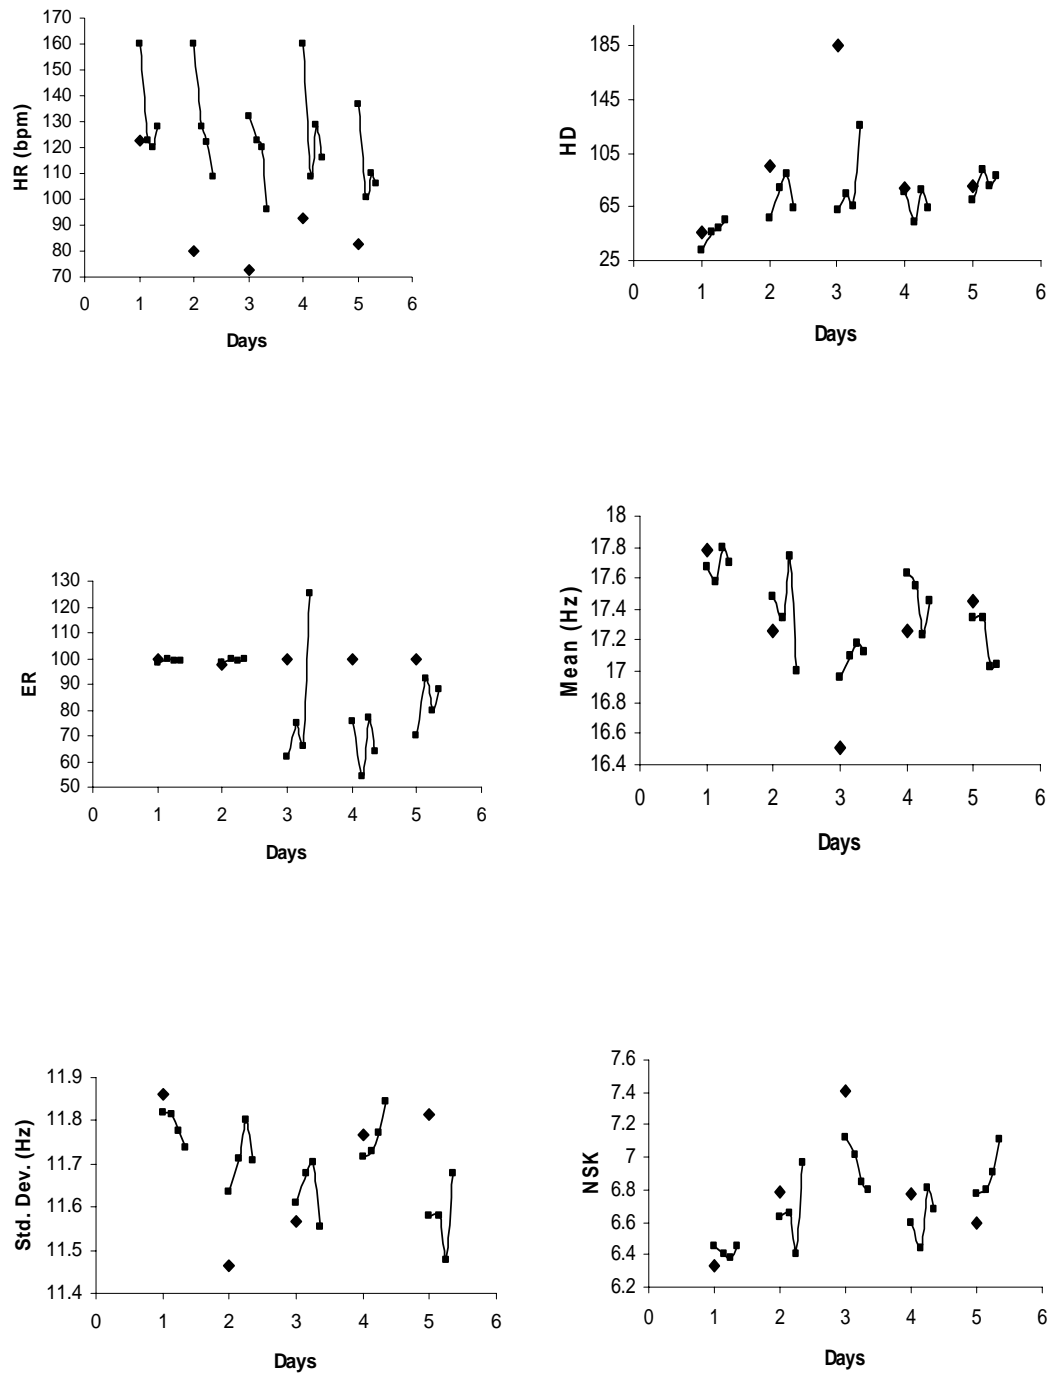 170
160
150
140
130
120
110
100
90
80
70
0 1 2 3 4 5 6
HR (bpm)
Days
185
145
105
65
25
0 1 2 3 4 5 6
HD
Days
130
120
110
100
90
80
70
60
50
0 1 2 3 4 5 6
ER
Days
18
17.8
17.6
17.4
17.2
17
16.8
16.6
16.4
0 1 2 3 4 5 6
Mean (Hz)
Days
11.9
11.8
11.7
11.6
11.5
11.4
0 1 2 3 4 5 6
Std. Dev. (Hz)
Days
7.6
7.4
7.2
7
6.8
6.6
6.4
6.2
0 1 2 3 4 5 6
NSK
Days